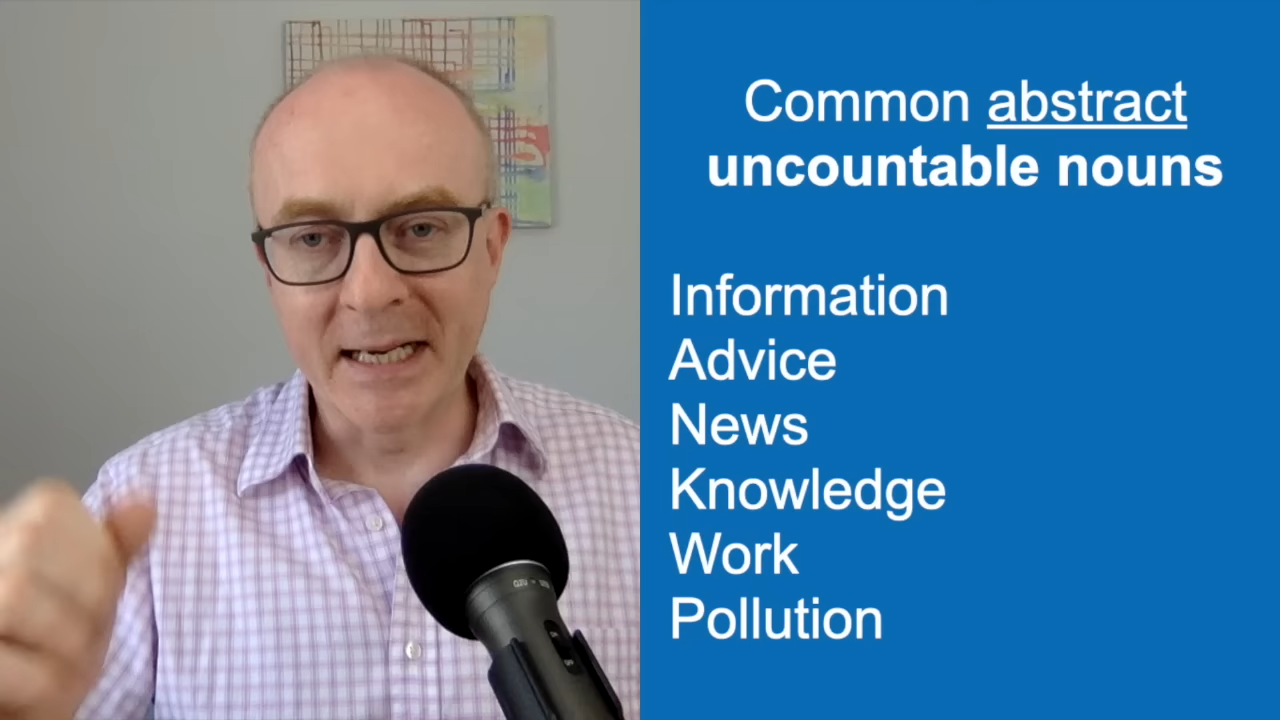 Common abstract
uncountable nouns
Information
Advice
News
Knowledge
Work
Pollution